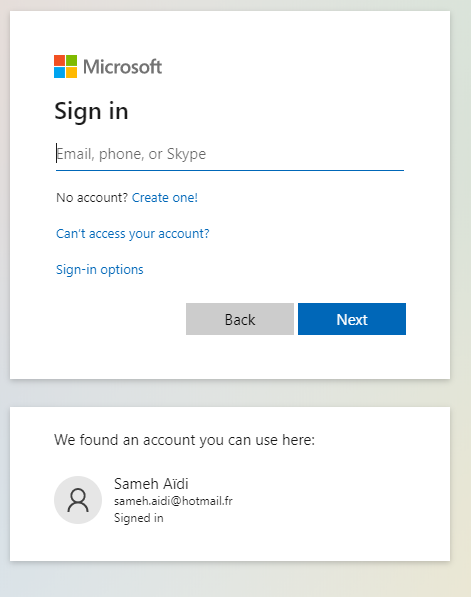 Microsoft
Sign in
Email, phone, or Skype
No account? Create one!
Can't access your account?
Sign-in options
Back
Next
We found an account you can use here:
Sameh Aïdi
sameh.aidi@hotmail.fr
Signed in